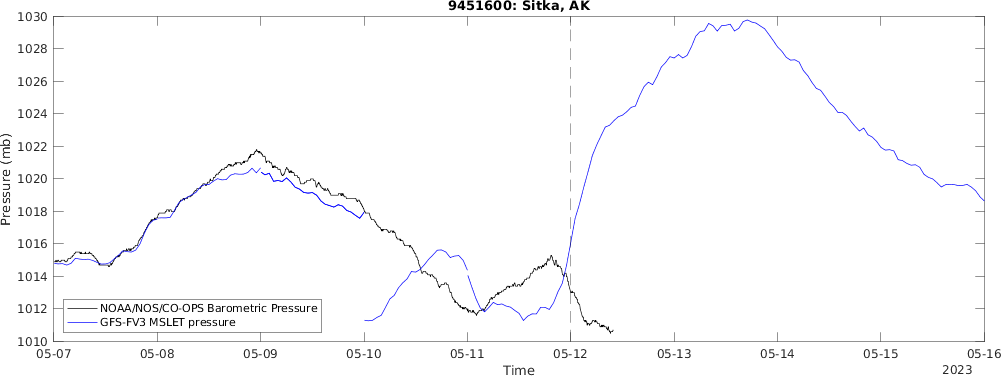 9451600: Sitka, AK
Pressure (mb)
1030
1028
1026
1024
1022
1020
1018
1016
1014
1012
1010
NOAA/NOS/CO-OPS Barometric Pressure
GFS-FV3 MSLET pressure
05-07 05-08 05-09 05-10 05-11 05-12 05-13 05-14 05-15 05-16
Time
2023